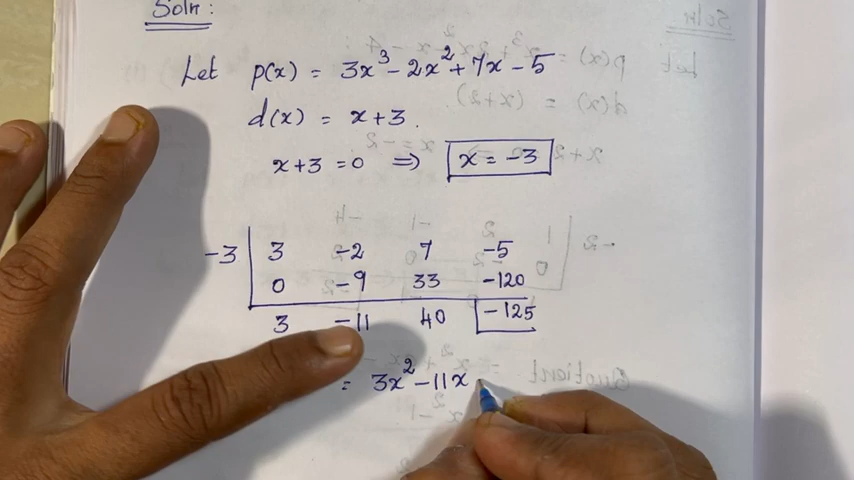 Soln :
Let p(x) = 3x³ - 2x² + 7x - 5
d(x) = x + 3 .
x + 3 = 0 ⇒ x = -3
-3 3 -2 7 -5
0 -9 33 -120
3 -11 40 -125
= 3x² - 11x